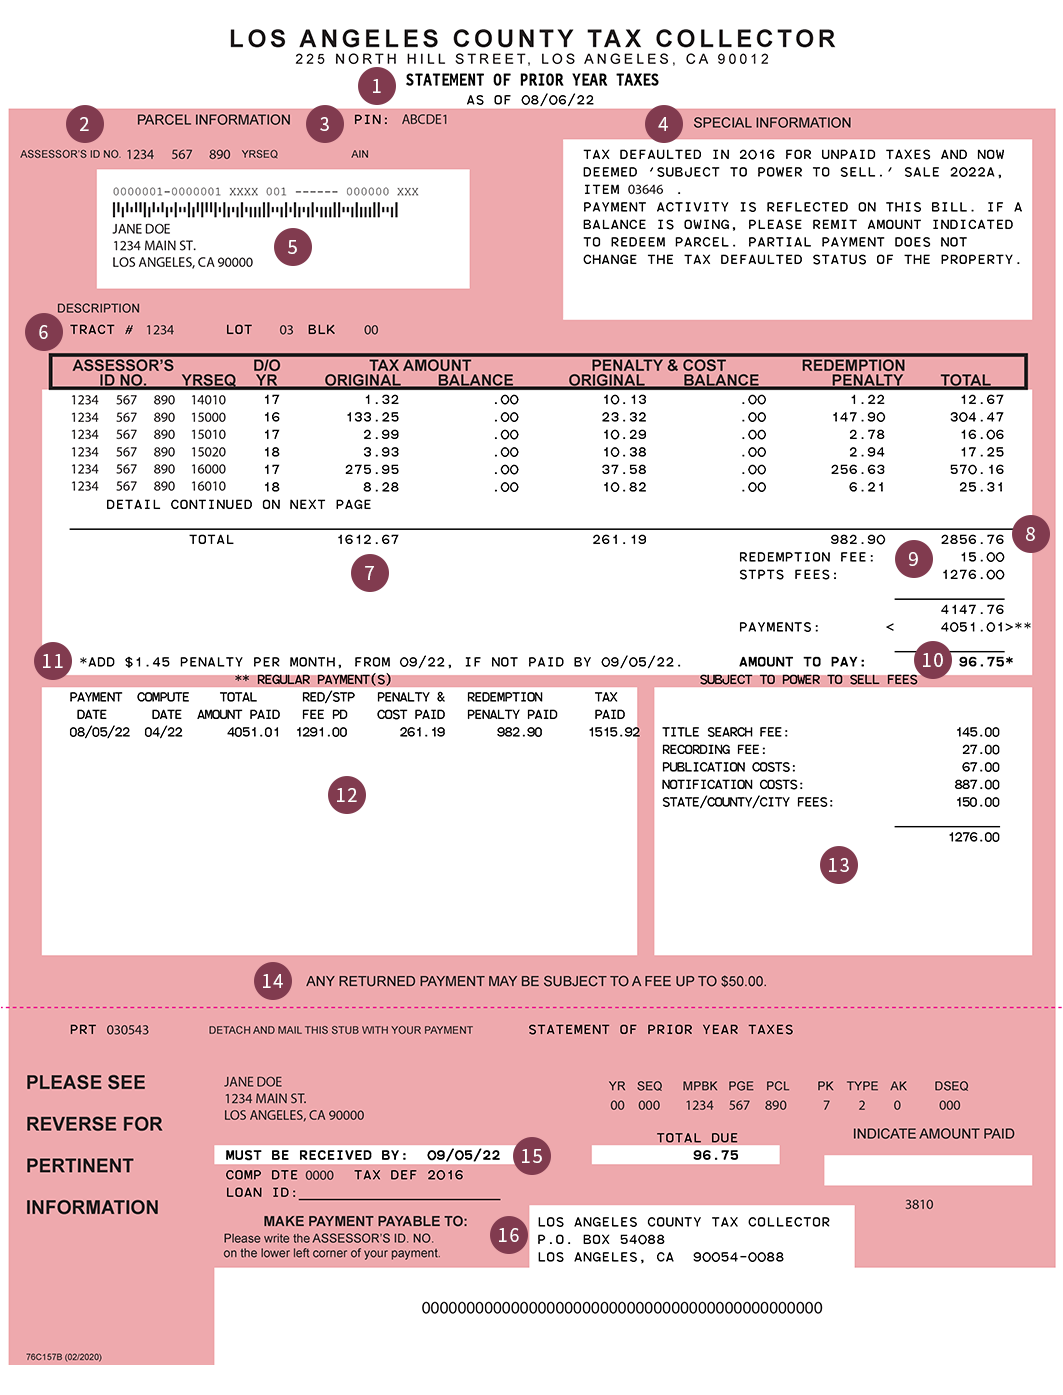 LOS ANGELES COUNTY TAX COLLECTOR
225 NORTH HILL STREET, LOS ANGELES, CA 90012
1 STATEMENT OF PRIOR YEAR TAXES
AS OF 08/06/22
2 PARCEL INFORMATION 3 PIN: ABCDE1
ASSESSOR'S ID NO. 1234 567 890 YRSEQ AIN
0000001-0000001 XXXX 001 ------ 000000 XXX
JANE DOE
1234 MAIN ST.
LOS ANGELES, CA 90000
5
4 SPECIAL INFORMATION
TAX DEFAULTED IN 2016 FOR UNPAID TAXES AND NOW
DEEMED 'SUBJECT TO POWER TO SELL.' SALE 2022A,
ITEM 03646 .
PAYMENT ACTIVITY IS REFLECTED ON THIS BILL. IF A
BALANCE IS OWING, PLEASE REMIT AMOUNT INDICATED
TO REDEEM PARCEL. PARTIAL PAYMENT DOES NOT
CHANGE THE TAX DEFAULTED STATUS OF THE PROPERTY.
DESCRIPTION
6 TRACT # 1234 LOT 03 BLK 00
ASSESSOR'S D/O TAX AMOUNT PENALTY & COST REDEMPTION
ID NO. YRSEQ YR ORIGINAL BALANCE ORIGINAL BALANCE PENALTY TOTAL
1234 567 890 14010 17 1.32 .00 10.13 .00 1.22 12.67
1234 567 890 15000 16 133.25 .00 23.32 .00 147.90 304.47
1234 567 890 15010 17 2.99 .00 10.29 .00 2.78 16.06
1234 567 890 15020 18 3.93 .00 10.38 .00 2.94 17.25
1234 567 890 16000 17 275.95 .00 37.58 .00 256.63 570.16
1234 567 890 16010 18 8.28 .00 10.82 .00 6.21 25.31
DETAIL CONTINUED ON NEXT PAGE
TOTAL 1612.67 261.19 982.90 2856.76 8
REDEMPTION FEE: 9 15.00
7 STPTS FEES: 1276.00
4147.76
PAYMENTS: < 4051.01>**
11 *ADD $1.45 PENALTY PER MONTH, FROM 09/22, IF NOT PAID BY 09/05/22. AMOUNT TO PAY: 10 96.75*
** REGULAR PAYMENT(S)
PAYMENT COMPUTE TOTAL RED/STP PENALTY & REDEMPTION TAX
DATE DATE AMOUNT PAID FEE PD COST PAID PENALTY PAID PAID
08/05/22 04/22 4051.01 1291.00 261.19 982.90 1515.92
12
SUBJECT TO POWER TO SELL FEES
TITLE SEARCH FEE: 145.00
RECORDING FEE: 27.00
PUBLICATION COSTS: 67.00
NOTIFICATION COSTS: 887.00
STATE/COUNTY/CITY FEES: 150.00
1276.00
13
14 ANY RETURNED PAYMENT MAY BE SUBJECT TO A FEE UP TO $50.00.
PRT 030543 DETACH AND MAIL THIS STUB WITH YOUR PAYMENT STATEMENT OF PRIOR YEAR TAXES
PLEASE SEE
REVERSE FOR
PERTINENT
INFORMATION
JANE DOE
1234 MAIN ST.
LOS ANGELES, CA 90000
YR SEQ MPBK PGE PCL PK TYPE AK DSEQ
00 000 1234 567 890 7 2 0 000
TOTAL DUE INDICATE AMOUNT PAID
MUST BE RECEIVED BY: 09/05/22 15 96.75
COMP DTE 0000 TAX DEF 2016
LOAN ID:
3810
MAKE PAYMENT PAYABLE TO:
Please write the ASSESSOR'S ID. NO.
on the lower left corner of your payment.
16
LOS ANGELES COUNTY TAX COLLECTOR
P.O. BOX 54088
LOS ANGELES, CA 90054-0088
00000000000000000000000000000000000000000000000000
76C157B (02/2020)